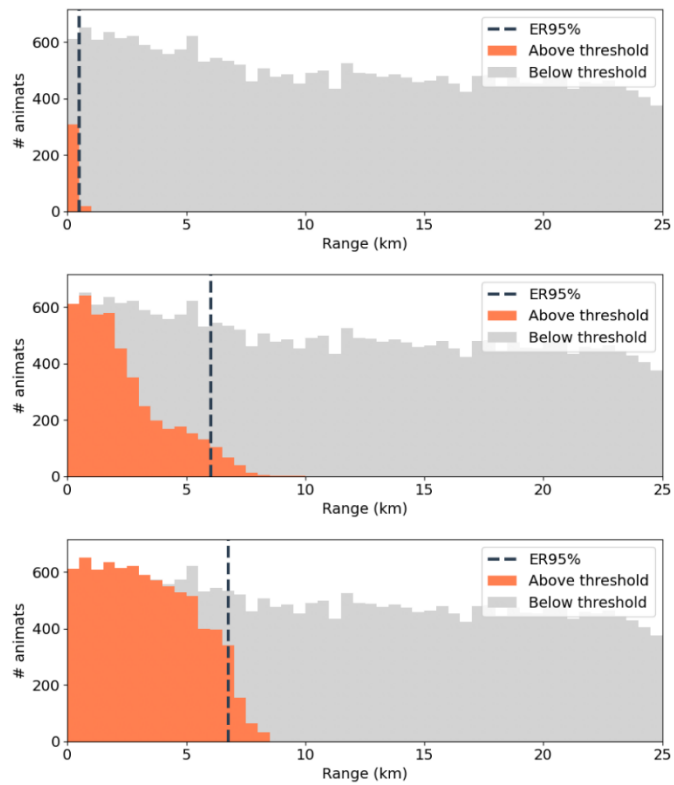 600
400
200
0
# animats
ER95%
Above threshold
Below threshold
0 5 10 15 20 25
Range (km)
600
400
200
0
# animats
ER95%
Above threshold
Below threshold
0 5 10 15 20 25
Range (km)
600
400
200
0
# animats
ER95%
Above threshold
Below threshold
0 5 10 15 20 25
Range (km)